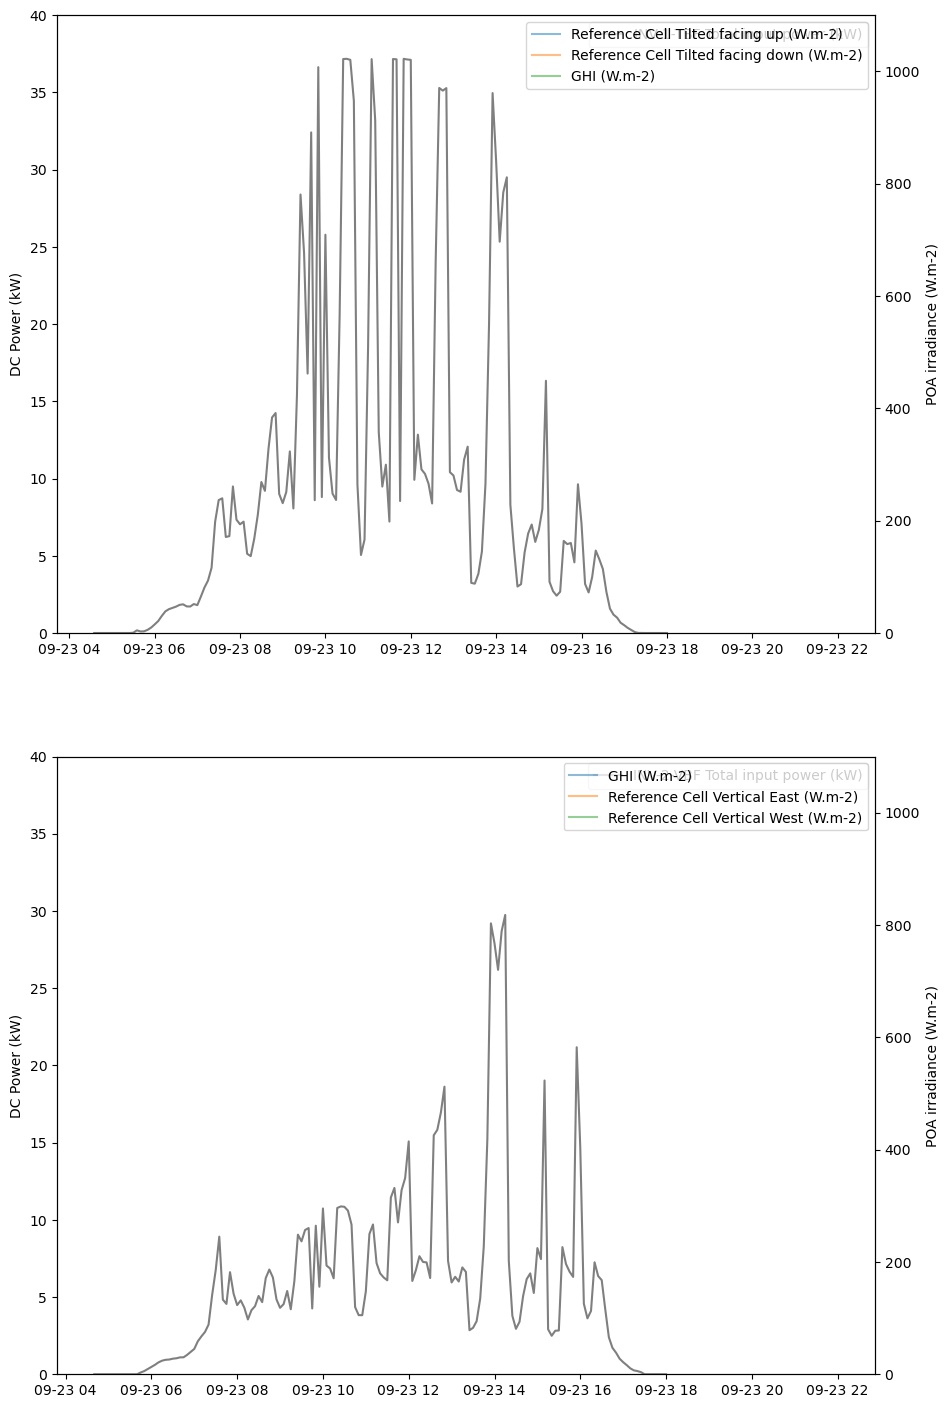 40
35
30
25
20
15
10
5
0
DC Power (kW)
Reference Cell Tilted facing up (W.m-2)
Reference Cell Tilted facing down (W.m-2)
GHI (W.m-2)
1000
800
600
400
200
0
POA irradiance (W.m-2)
09-23 04 09-23 06 09-23 08 09-23 10 09-23 12 09-23 14 09-23 16 09-23 18 09-23 20 09-23 22
40
35
30
25
20
15
10
5
0
DC Power (kW)
GHI (W.m-2) Total input power (kW)
Reference Cell Vertical East (W.m-2)
Reference Cell Vertical West (W.m-2)
1000
800
600
400
200
0
POA irradiance (W.m-2)
09-23 04 09-23 06 09-23 08 09-23 10 09-23 12 09-23 14 09-23 16 09-23 18 09-23 20 09-23 22